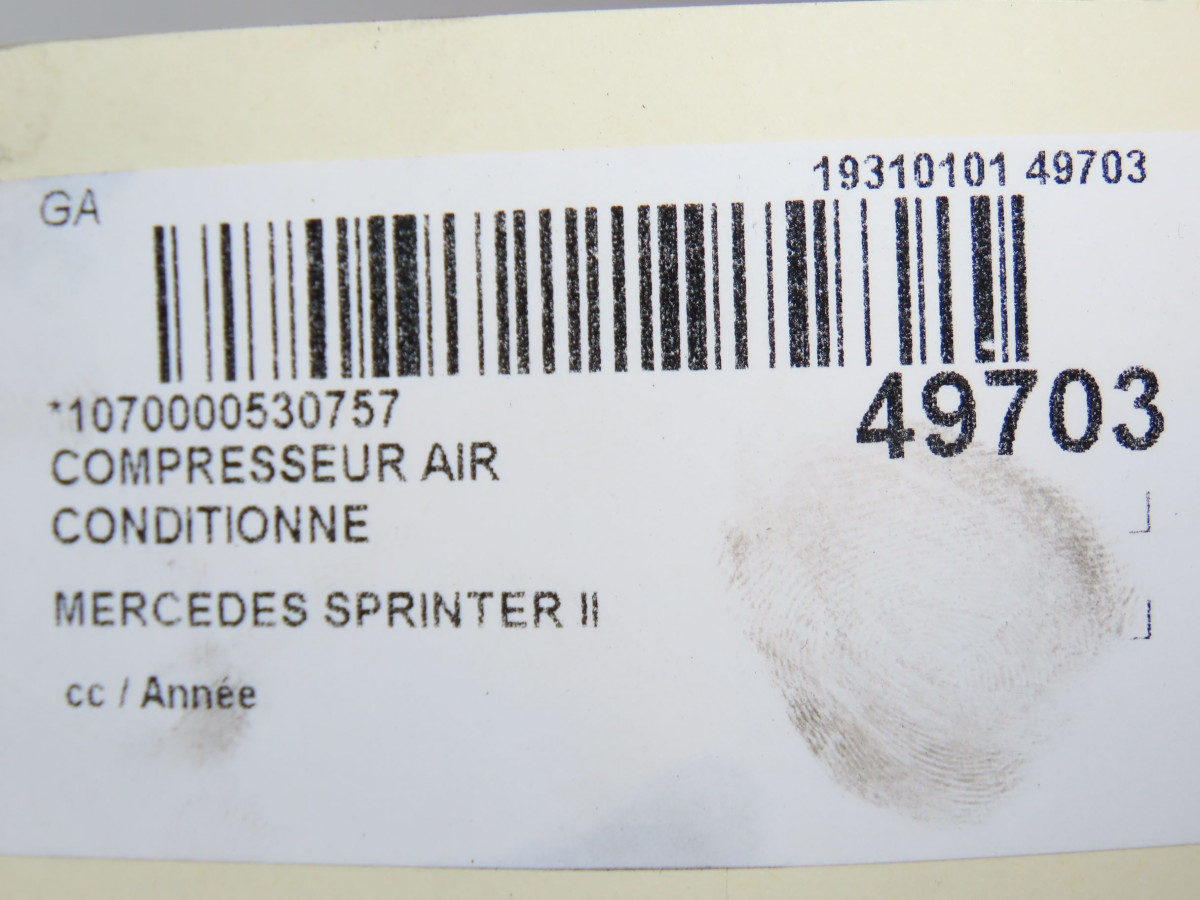 19310101 49703
GA
*1070000530757
49703
COMPRESSEUR AIR
CONDITIONNE
MERCEDES SPRINTER II
cc / Année